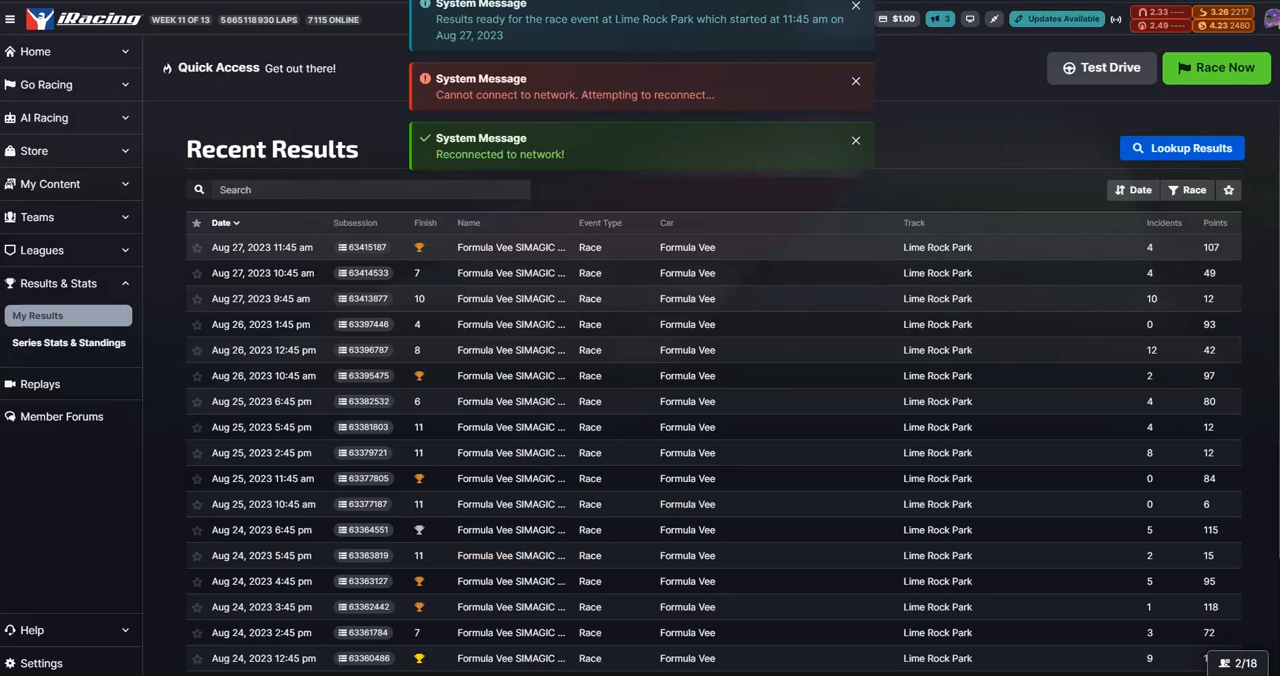 iRacing
WEEK 11 OF 13
5 665 118 930 LAPS
7115 ONLINE
System Message
Results ready for the race event at Lime Rock Park which started at 11:45 am on
Aug 27, 2023
$1.00
3
Updates Available
2.33 ----
3.26 2217
2.49 ----
4.23 2480
System Message
Cannot connect to network. Attempting to reconnect...
System Message
Reconnected to network!
Home
Go Racing
AI Racing
Store
My Content
Teams
Leagues
Results & Stats
My Results
Series Stats & Standings
Replays
Member Forums
Help
Settings
Quick Access Get out there!
Test Drive
Race Now
Recent Results
Lookup Results
Search
Date
Race
Date Subsession Finish Name Event Type Car Track Incidents Points
Aug 27, 2023 11:45 am 63415187 Formula Vee SIMAGIC ... Race Formula Vee Lime Rock Park 4 107
Aug 27, 2023 10:45 am 63414533 7 Formula Vee SIMAGIC ... Race Formula Vee Lime Rock Park 4 49
Aug 27, 2023 9:45 am 63413877 10 Formula Vee SIMAGIC ... Race Formula Vee Lime Rock Park 10 12
Aug 26, 2023 1:45 pm 63397446 4 Formula Vee SIMAGIC ... Race Formula Vee Lime Rock Park 0 93
Aug 26, 2023 12:45 pm 63396787 8 Formula Vee SIMAGIC ... Race Formula Vee Lime Rock Park 12 42
Aug 26, 2023 10:45 am 63395475 Formula Vee SIMAGIC ... Race Formula Vee Lime Rock Park 2 97
Aug 25, 2023 6:45 pm 63382532 6 Formula Vee SIMAGIC ... Race Formula Vee Lime Rock Park 4 80
Aug 25, 2023 5:45 pm 63381803 11 Formula Vee SIMAGIC ... Race Formula Vee Lime Rock Park 4 12
Aug 25, 2023 2:45 pm 63379721 11 Formula Vee SIMAGIC ... Race Formula Vee Lime Rock Park 8 12
Aug 25, 2023 11:45 am 63377805 Formula Vee SIMAGIC ... Race Formula Vee Lime Rock Park 0 84
Aug 25, 2023 10:45 am 63377187 11 Formula Vee SIMAGIC ... Race Formula Vee Lime Rock Park 0 6
Aug 24, 2023 6:45 pm 63364551 Formula Vee SIMAGIC ... Race Formula Vee Lime Rock Park 5 115
Aug 24, 2023 5:45 pm 63363819 11 Formula Vee SIMAGIC ... Race Formula Vee Lime Rock Park 2 15
Aug 24, 2023 4:45 pm 63363127 Formula Vee SIMAGIC ... Race Formula Vee Lime Rock Park 5 95
Aug 24, 2023 3:45 pm 63362442 Formula Vee SIMAGIC ... Race Formula Vee Lime Rock Park 1 118
Aug 24, 2023 2:45 pm 63361784 7 Formula Vee SIMAGIC ... Race Formula Vee Lime Rock Park 3 72
Aug 24, 2023 12:45 pm 63360486 Formula Vee SIMAGIC ... Race Formula Vee Lime Rock Park 9
2/18